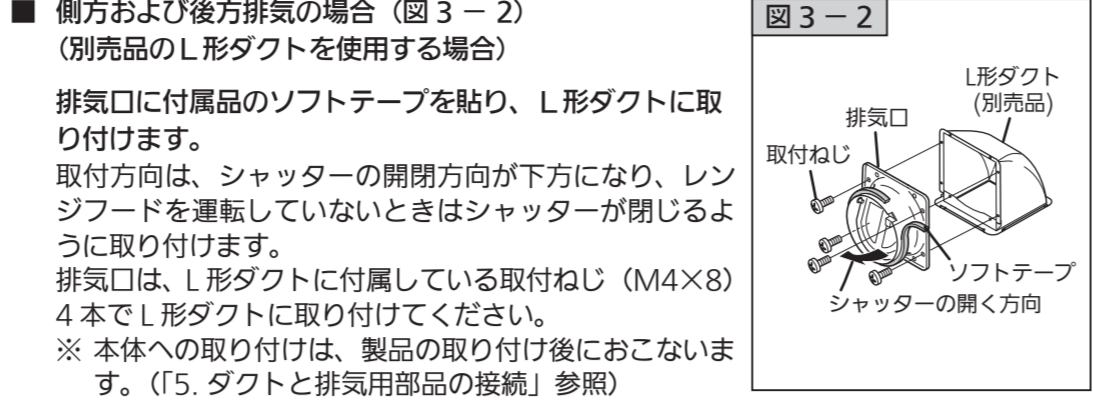 ■ 側方および後方排気の場合（図３－２）
（別売品のＬ形ダクトを使用する場合）
排気口に付属品のソフトテープを貼り、Ｌ形ダクトに取
り付けます。
取付方向は、シャッターの開閉方向が下方になり、レン
ジフードを運転していないときはシャッターが閉じるよ
うに取り付けます。
排気口は、L 形ダクトに付属している取付ねじ（M4×8）
4 本で L 形ダクトに取り付けてください。
※ 本体への取り付けは、製品の取り付け後におこないま
す。（「5. ダクトと排気用部品の接続」参照）
図３－２
L形ダクト
(別売品)
排気口
取付ねじ
ソフトテープ
シャッターの開く方向